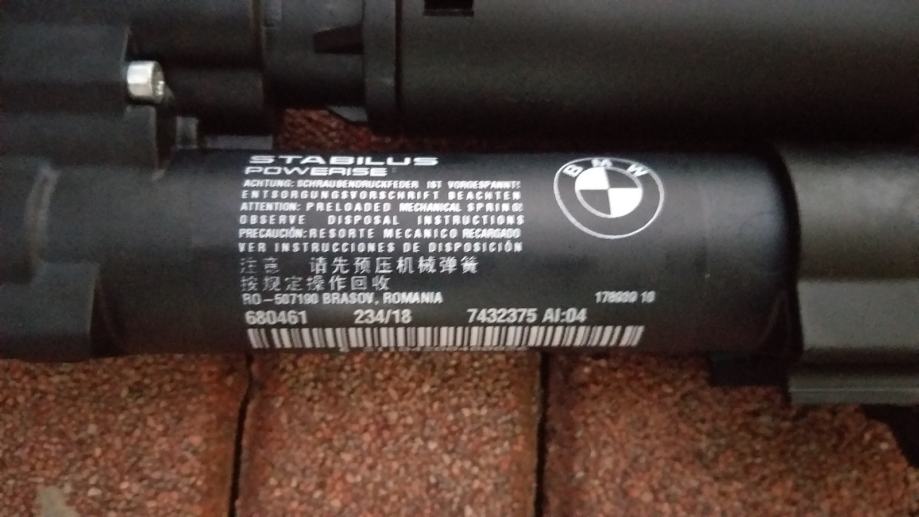 STABILUS
POWERISE
BMW
ACHTUNG: SCHRAUBENDRUCKFEDER IST VORGESPANNT!
ENTSORGUNGSVORSCHRIFT BEACHTEN
ATTENTION: PRELOADED MECHANICAL SPRING!
OBSERVE DISPOSAL INSTRUCTIONS
PRECAUCIÓN: RESORTE MECANICO RECARGADO
VER INSTRUCCIONES DE DISPOSICIÓN
注意 请先预压机械弹簧
按规定操作回收
RO-507190 BRASOV, ROMANIA
680461 234/18 7432375 AI:04